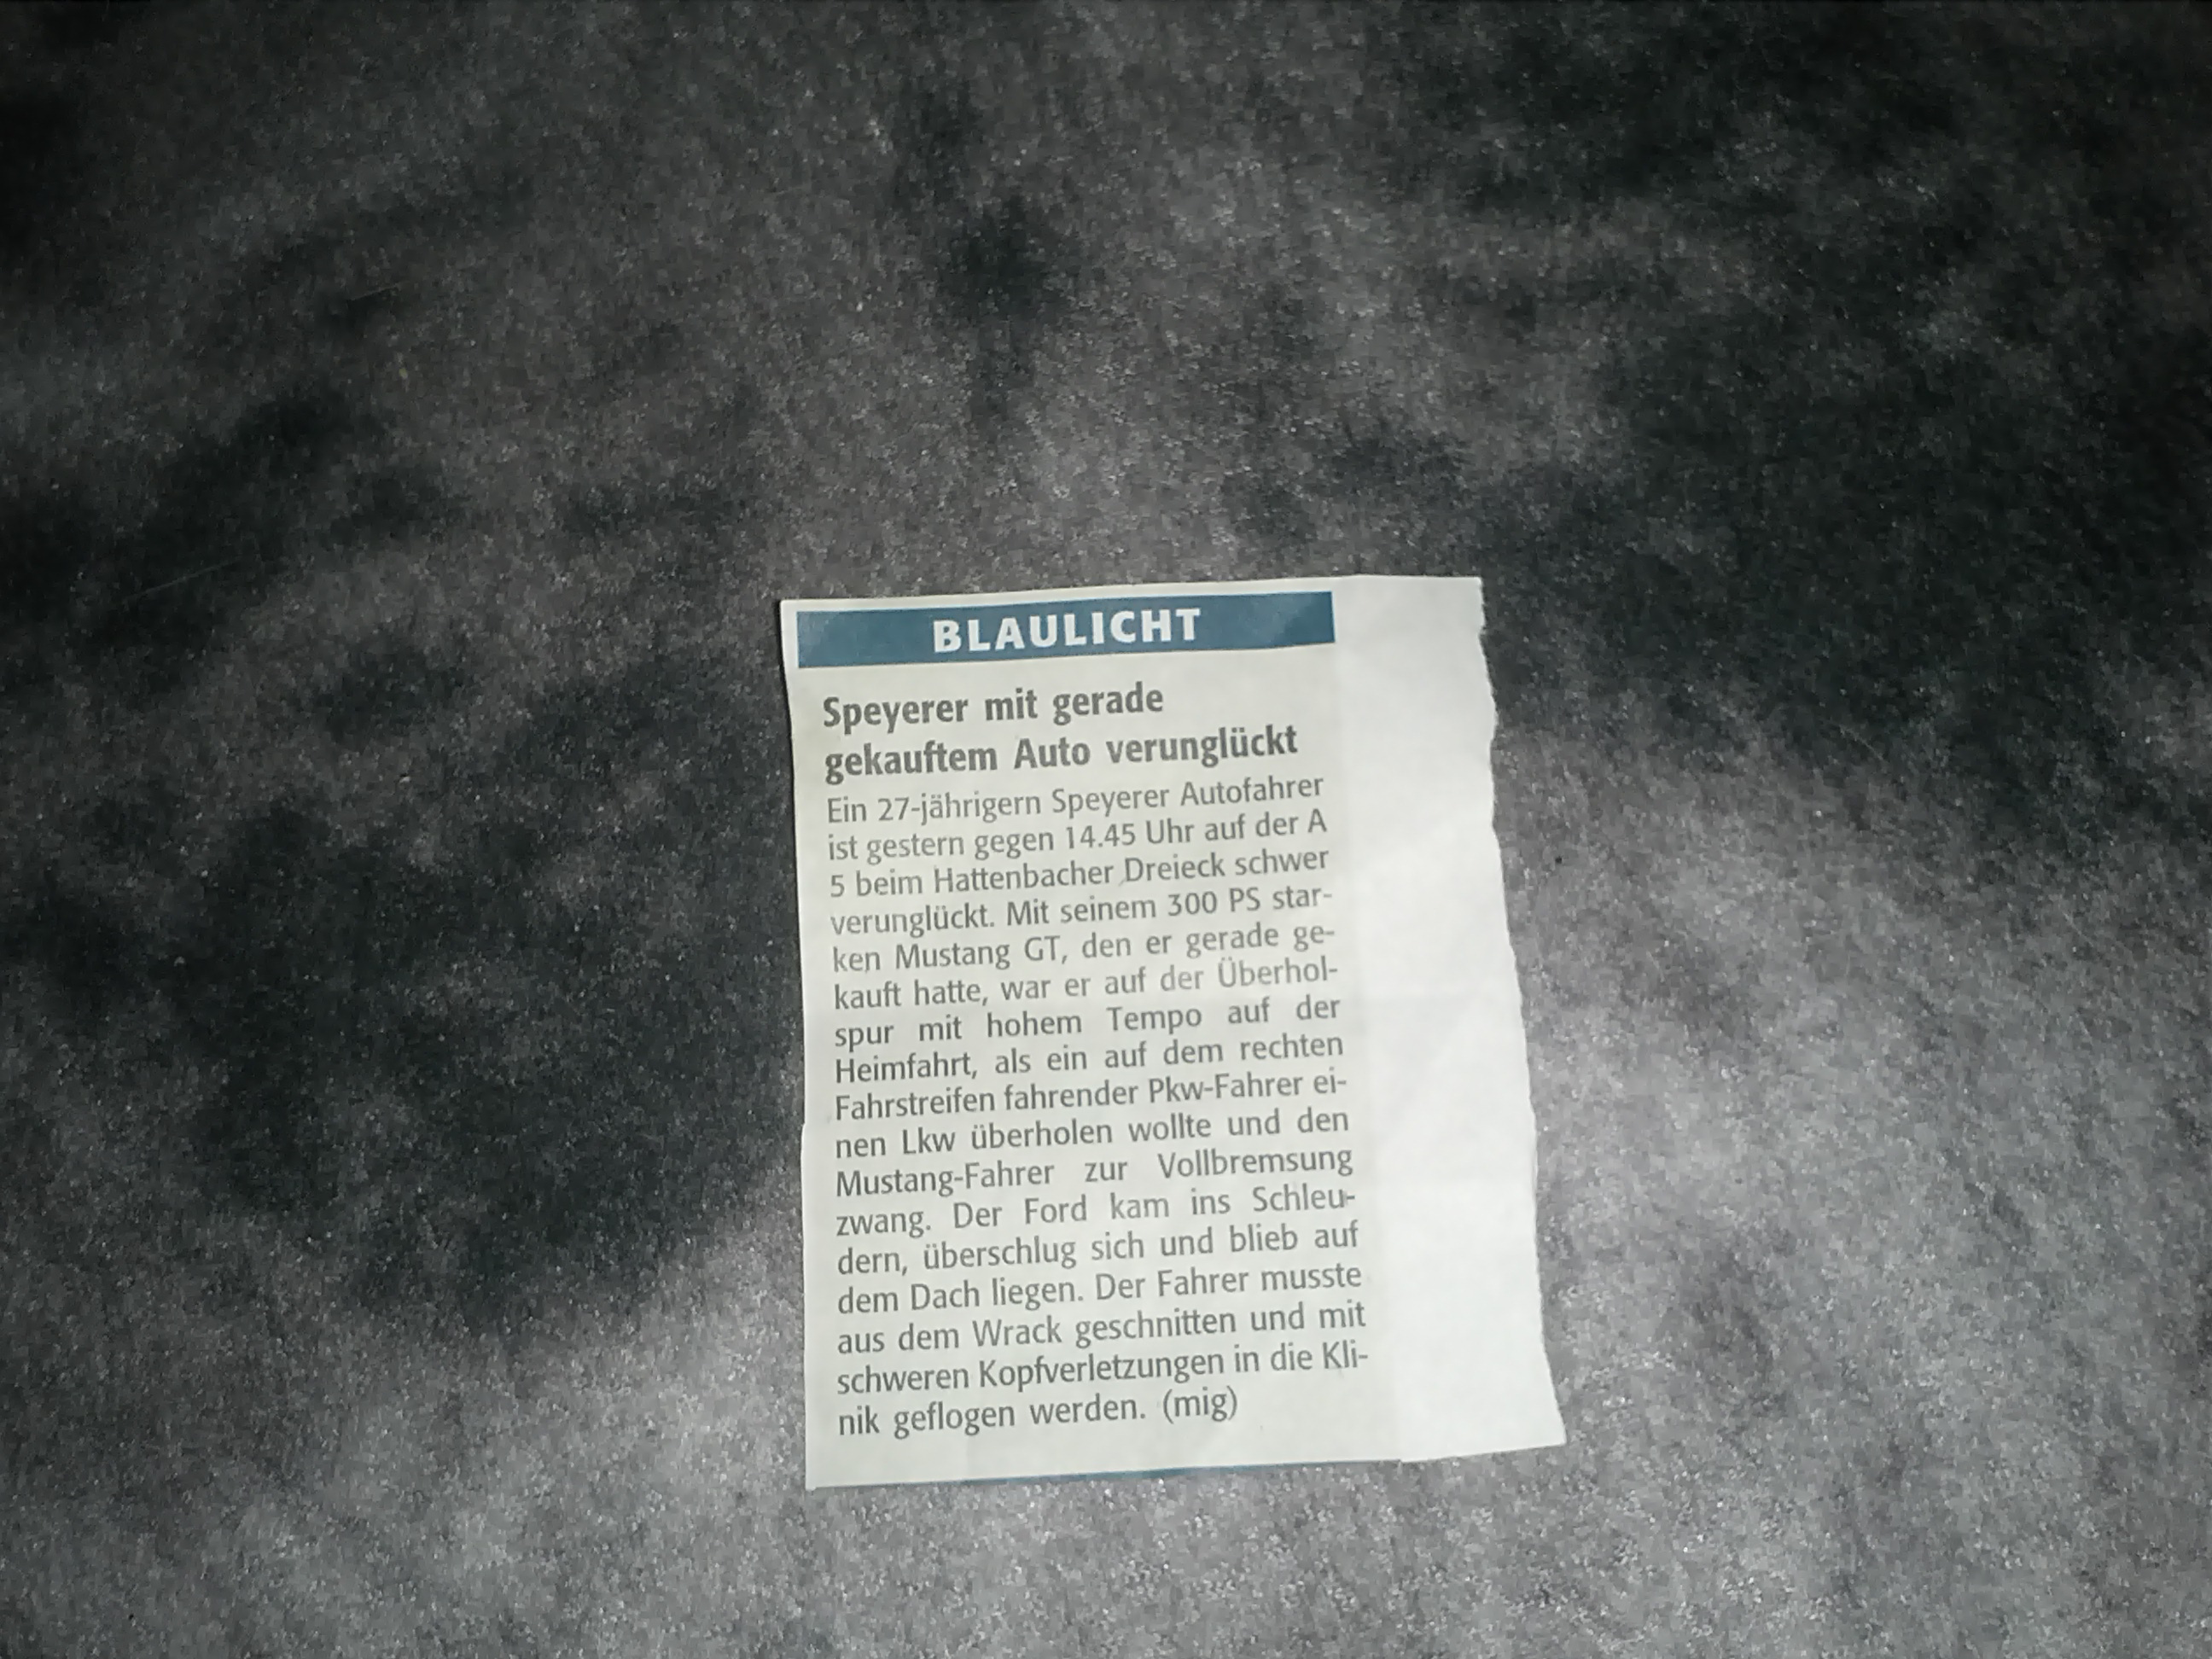 BLAULICHT
Speyerer mit gerade
gekauftem Auto verunglückt
Ein 27-jährigern Speyerer Autofahrer
ist gestern gegen 14.45 Uhr auf der A
5 beim Hattenbacher Dreieck schwer
verunglückt. Mit seinem 300 PS star-
ken Mustang GT, den er gerade ge-
kauft hatte, war er auf der Überhol-
spur mit hohem Tempo auf der
Heimfahrt, als ein auf dem rechten
Fahrstreifen fahrender Pkw-Fahrer ei-
nen Lkw überholen wollte und den
Mustang-Fahrer zur Vollbremsung
zwang. Der Ford kam ins Schleu-
dern, überschlug sich und blieb auf
dem Dach liegen. Der Fahrer musste
aus dem Wrack geschnitten und mit
schweren Kopfverletzungen in die Kli-
nik geflogen werden. (mig)